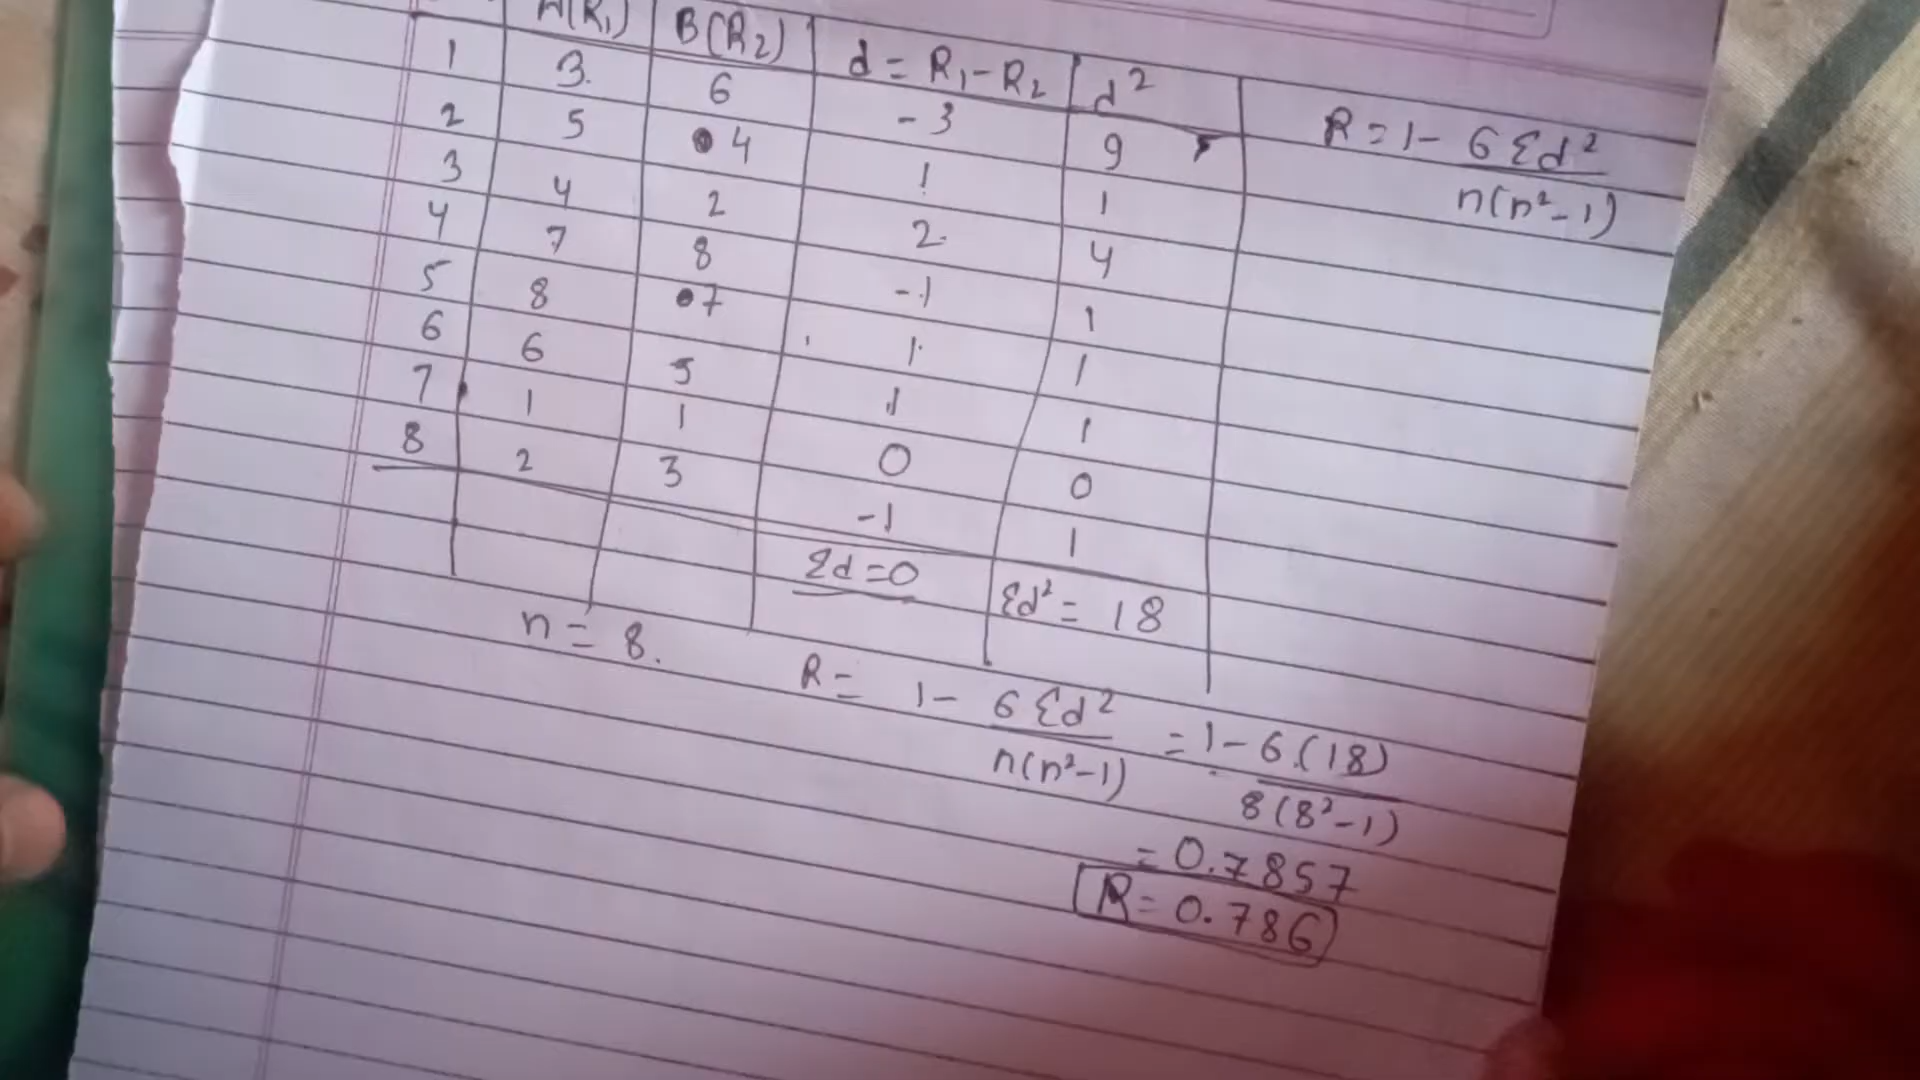 A(R₁) B(R₂) d = R₁-R₂ d²
1 3. 6 -3 9
2 5 4 1 1
3 4 2 2. 4
4 7 8 -1 1
5 8 7 1. 1
6 6 5 1 1
7 1 1 0 0
8 2 3 -1 1
Σd=0 Σd² = 18
R = 1- 6Σd² / n(n²-1)
n = 8.
R = 1- 6Σd² / n(n²-1) = 1-6.(18) / 8(8²-1)
= 0.7857
R = 0.786